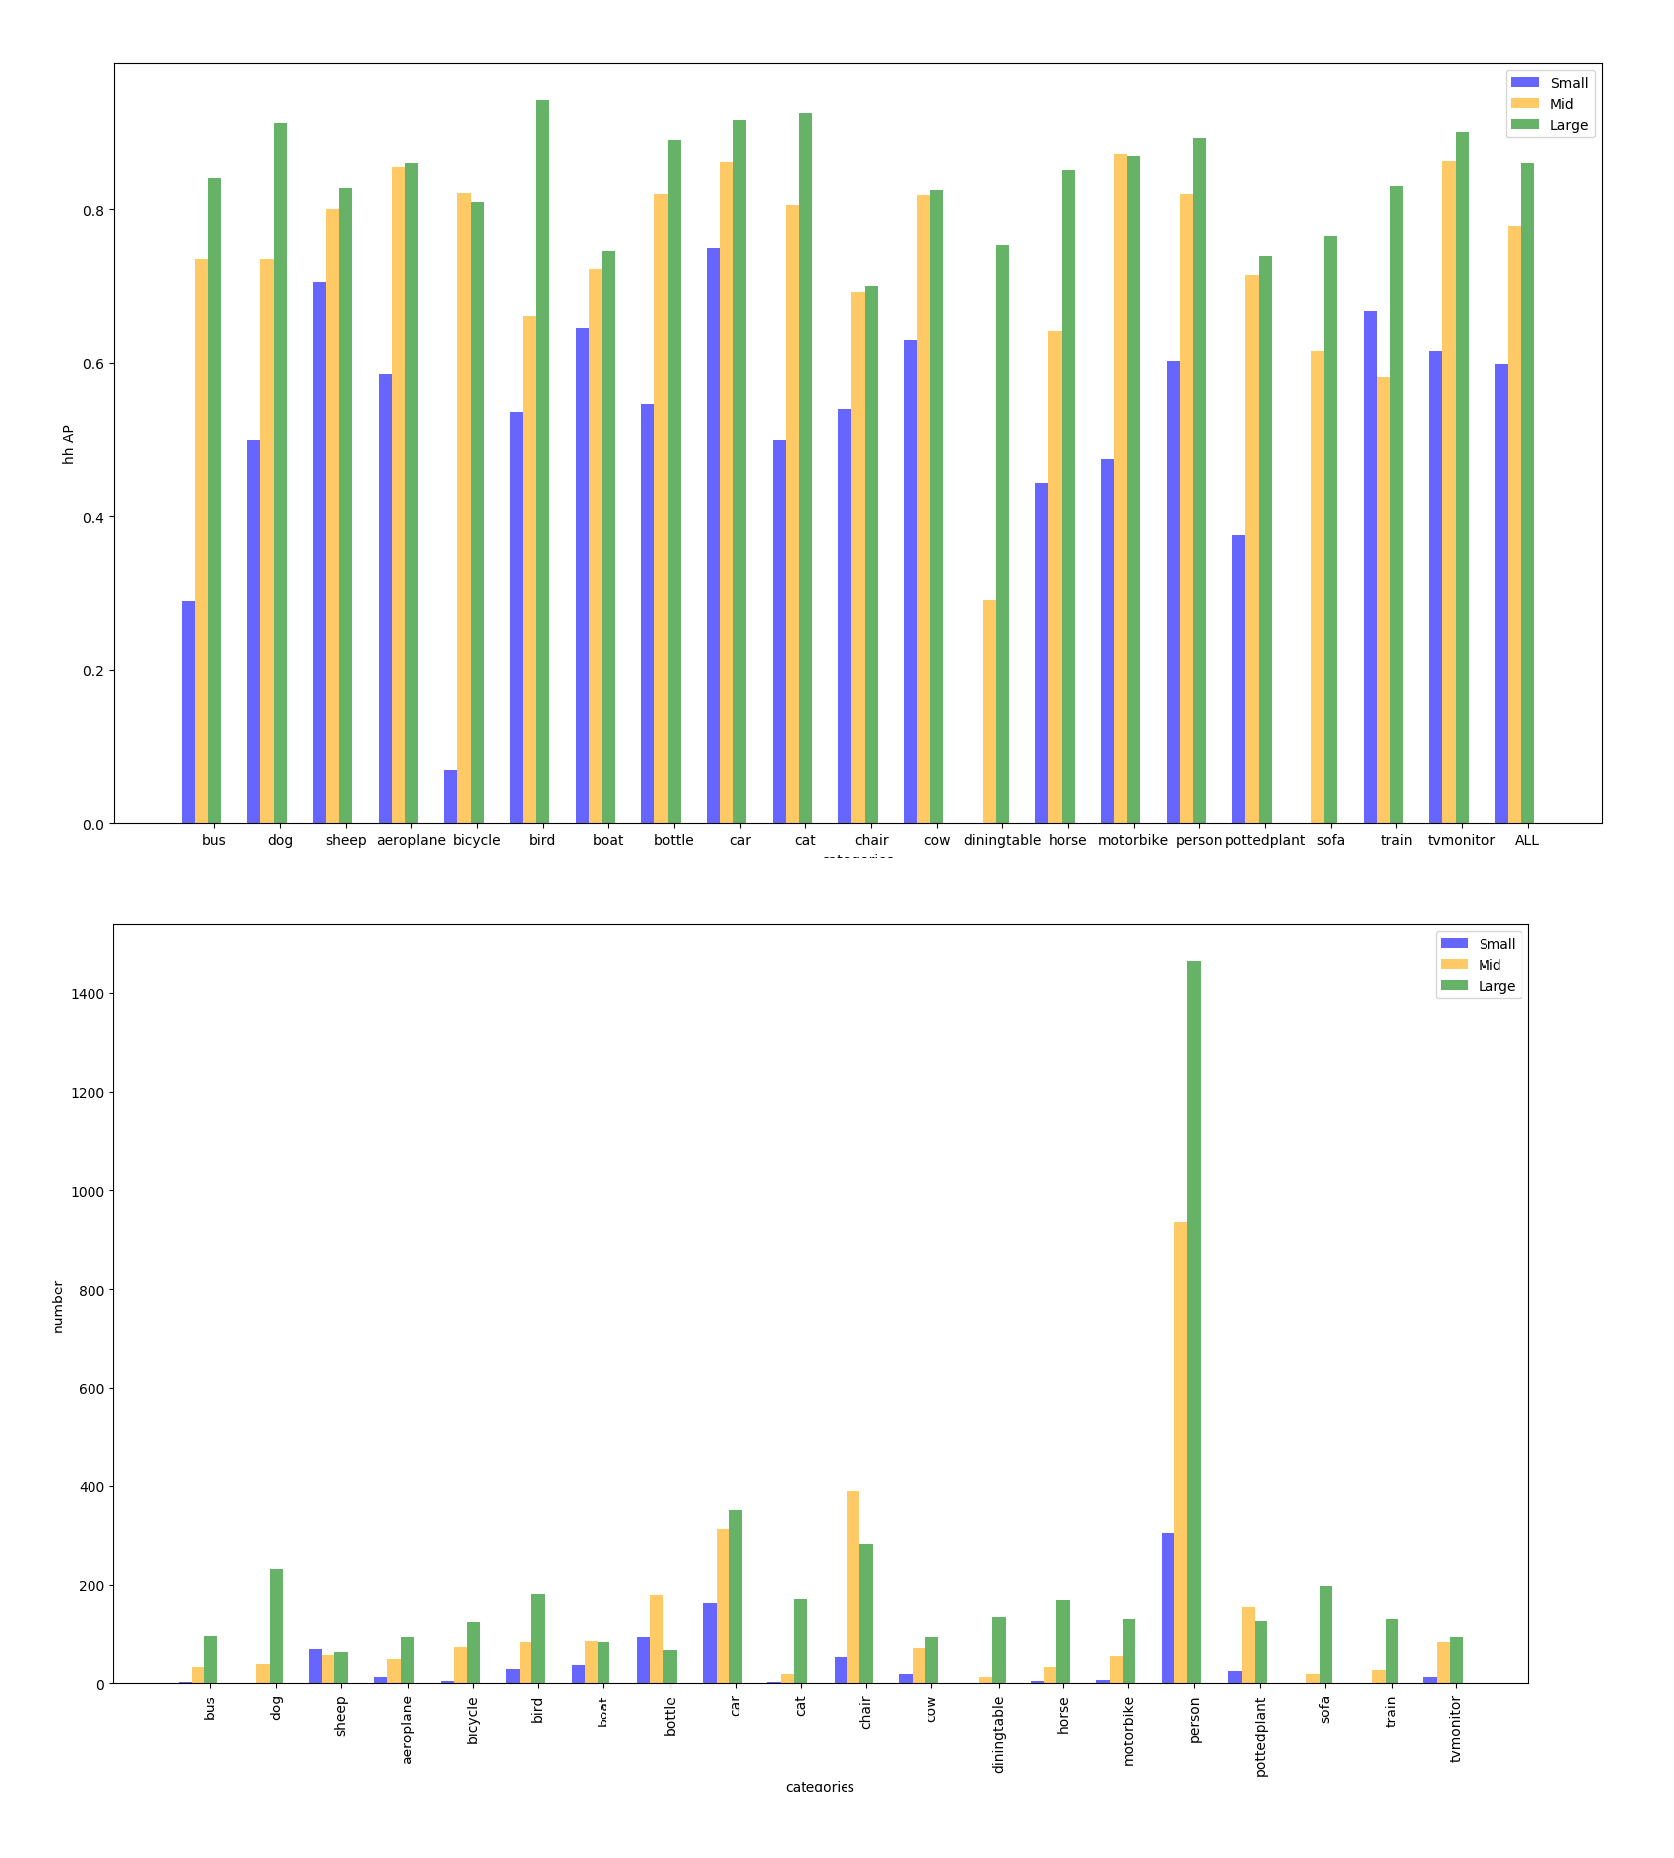 Small
Mid
Large
hh AP
0.8
0.6
0.4
0.2
0.0
bus dog sheep aeroplane bicycle bird boat bottle car cat chair cow diningtable horse motorbike person pottedplant sofa train tvmonitor ALL
categories
Small
Mid
Large
number
1400
1200
1000
800
600
400
200
0
bus
dog
sheep
aeroplane
bicycle
bird
boat
bottle
car
cat
chair
cow
diningtable
horse
motorbike
person
pottedplant
sofa
train
tvmonitor
categories